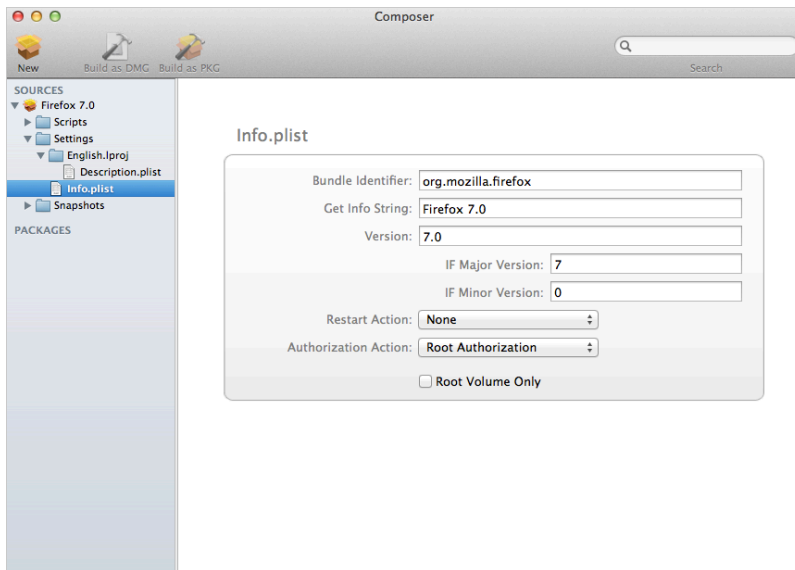 Composer
New
Build as DMG
Build as PKG
Search
SOURCES
Firefox 7.0
Scripts
Settings
English.lproj
Description.plist
Info.plist
Snapshots
PACKAGES
Info.plist
Bundle Identifier: org.mozilla.firefox
Get Info String: Firefox 7.0
Version: 7.0
IF Major Version: 7
IF Minor Version: 0
Restart Action: None
Authorization Action: Root Authorization
Root Volume Only